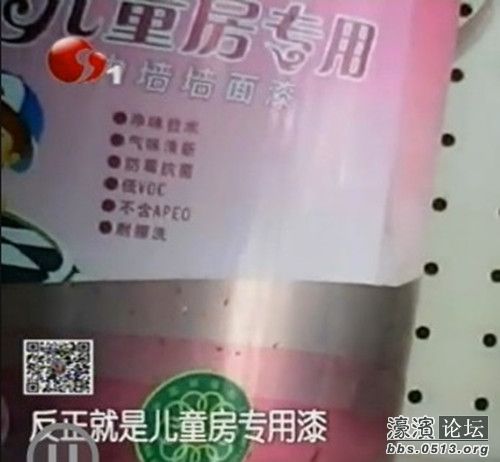 儿童房专用
1
内墙墙面漆
●净味技术
●气味清新
●防霉抗菌
●低VOC
●不含APEO
●耐擦洗
反正就是儿童房专用漆
濠滨论坛
bbs.0513.org